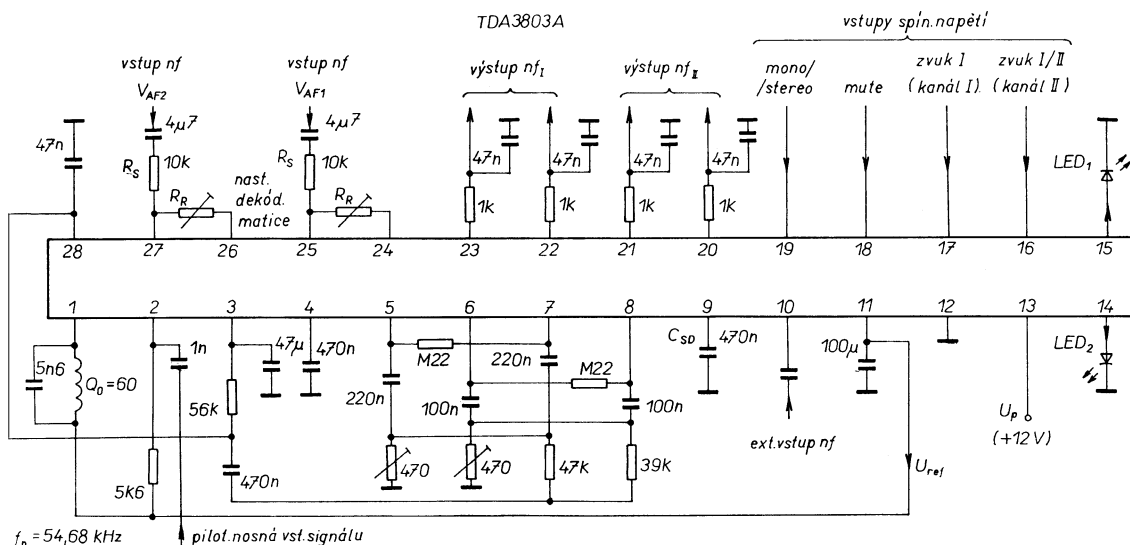 TDA3803A
vstupy spín. napětí
vstup nf
V_AF2
vstup nf
V_AF1
výstup nf_I
výstup nf_II
mono/
/stereo
mute
zvuk I
(kanál I).
zvuk I/II
(kanál II)
4μ7
4μ7
47n
R_S
10k
R_S
10k
47n
47n
47n
47n
LED_1
R_R
nast.
dekód.
matice
R_R
1k
1k
1k
1k
28
27
26
25
24
23
22
21
20
19
18
17
16
15
1
2
3
4
5
6
7
8
9
10
11
12
13
14
5n6
Q_0=60
1n
47μ
470n
M22
220n
M22
C_SD
470n
100μ
LED_2
56k
220n
100n
100n
U_p
(+12V)
ext.vstup nf
5k6
470n
470
470
47k
39k
U_ref
f_p = 54,68 kHz
pilot. nosná vst. signálu